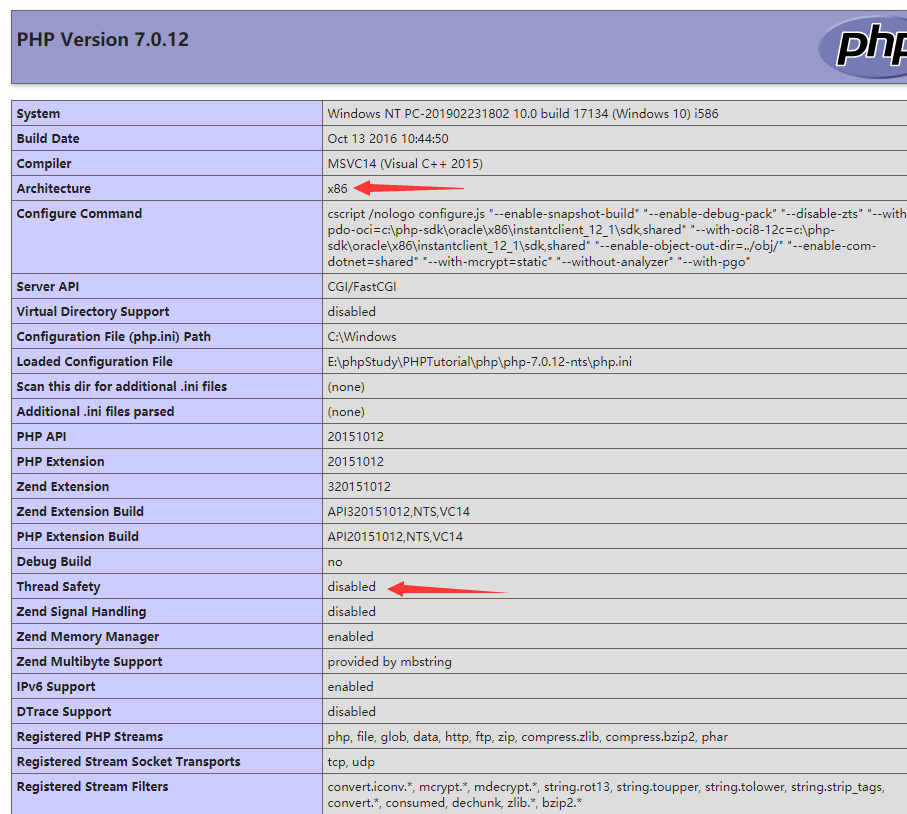 PHP Version 7.0.12
php
System Windows NT PC-201902231802 10.0 build 17134 (Windows 10) i586
Build Date Oct 13 2016 10:44:50
Compiler MSVC14 (Visual C++ 2015)
Architecture x86
Configure Command cscript /nologo configure.js "--enable-snapshot-build" "--enable-debug-pack" "--disable-zts" "--with
pdo-oci=c:\php-sdk\oracle\x86\instantclient_12_1\sdk,shared" "--with-oci8-12c=c:\php-
sdk\oracle\x86\instantclient_12_1\sdk,shared" "--enable-object-out-dir=../obj/" "--enable-com-
dotnet=shared" "--with-mcrypt=static" "--without-analyzer" "--with-pgo"
Server API CGI/FastCGI
Virtual Directory Support disabled
Configuration File (php.ini) Path C:\Windows
Loaded Configuration File E:\phpStudy\PHPTutorial\php\php-7.0.12-nts\php.ini
Scan this dir for additional .ini files (none)
Additional .ini files parsed (none)
PHP API 20151012
PHP Extension 20151012
Zend Extension 320151012
Zend Extension Build API320151012,NTS,VC14
PHP Extension Build API20151012,NTS,VC14
Debug Build no
Thread Safety disabled
Zend Signal Handling disabled
Zend Memory Manager enabled
Zend Multibyte Support provided by mbstring
IPv6 Support enabled
DTrace Support disabled
Registered PHP Streams php, file, glob, data, http, ftp, zip, compress.zlib, compress.bzip2, phar
Registered Stream Socket Transports tcp, udp
Registered Stream Filters convert.iconv.*, mcrypt.*, mdecrypt.*, string.rot13, string.toupper, string.tolower, string.strip_tags,
convert.*, consumed, dechunk, zlib.*, bzip2.*